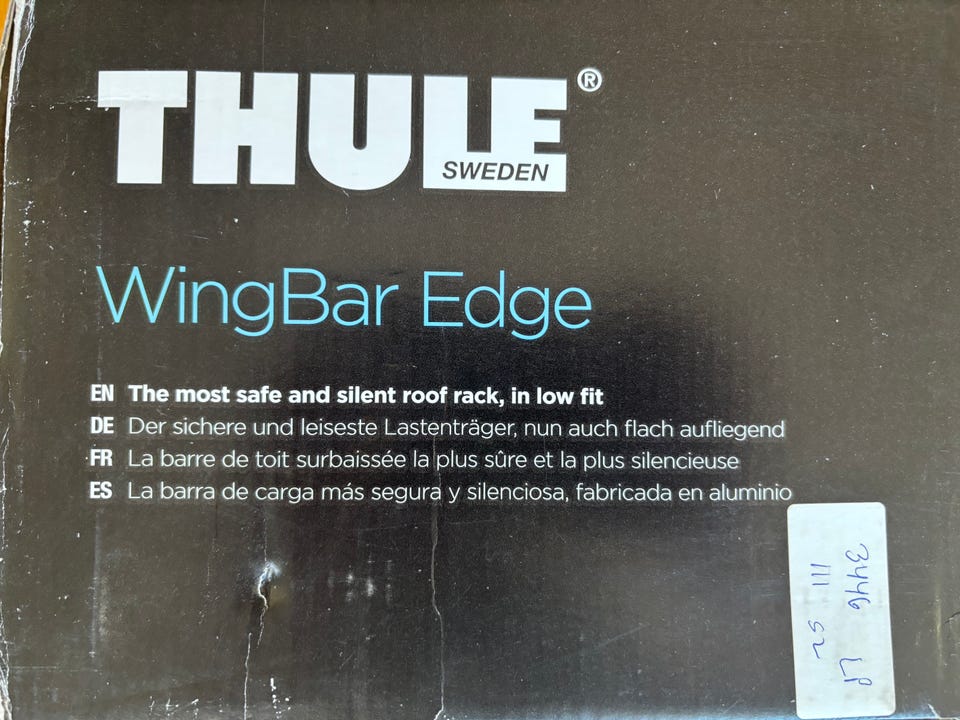 THULE®
SWEDEN
WingBar Edge
EN The most safe and silent roof rack, in low fit
DE Der sichere und leiseste Lastenträger, nun auch flach aufliegend
FR La barre de toit surbaissée la plus sûre et la plus silencieuse
ES La barra de carga más segura y silenciosa, fabricada en aluminio
3446